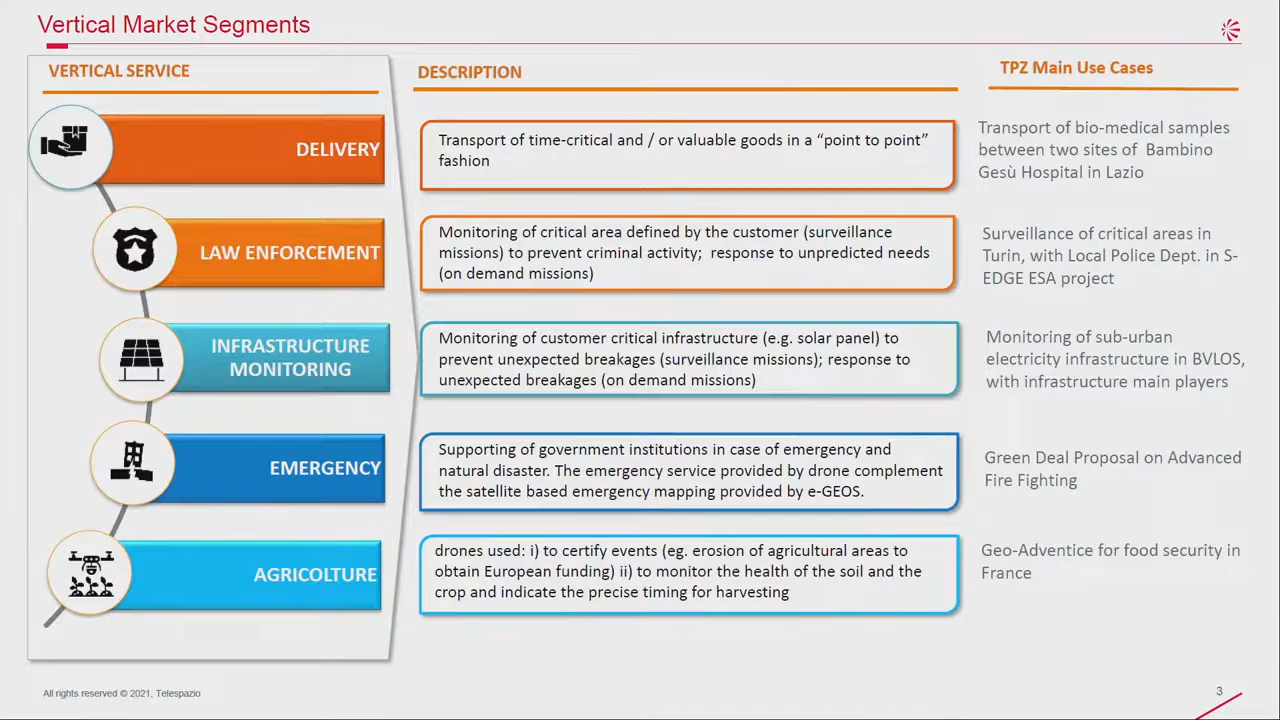 Vertical Market Segments
VERTICAL SERVICE
DESCRIPTION
TPZ Main Use Cases
DELIVERY
Transport of time-critical and / or valuable goods in a “point to point”
fashion
Transport of bio-medical samples
between two sites of Bambino
Gesù Hospital in Lazio
LAW ENFORCEMENT
Monitoring of critical area defined by the customer (surveillance
missions) to prevent criminal activity; response to unpredicted needs
(on demand missions)
Surveillance of critical areas in
Turin, with Local Police Dept. in S-
EDGE ESA project
INFRASTRUCTURE
MONITORING
Monitoring of customer critical infrastructure (e.g. solar panel) to
prevent unexpected breakages (surveillance missions); response to
unexpected breakages (on demand missions)
Monitoring of sub-urban
electricity infrastructure in BVLOS,
with infrastructure main players
EMERGENCY
Supporting of government institutions in case of emergency and
natural disaster. The emergency service provided by drone complement
the satellite based emergency mapping provided by e-GEOS.
Green Deal Proposal on Advanced
Fire Fighting
AGRICOLTURE
drones used: i) to certify events (eg. erosion of agricultural areas to
obtain European funding) ii) to monitor the health of the soil and the
crop and indicate the precise timing for harvesting
Geo-Adventice for food security in
France
All rights reserved © 2021, Telespazio
3